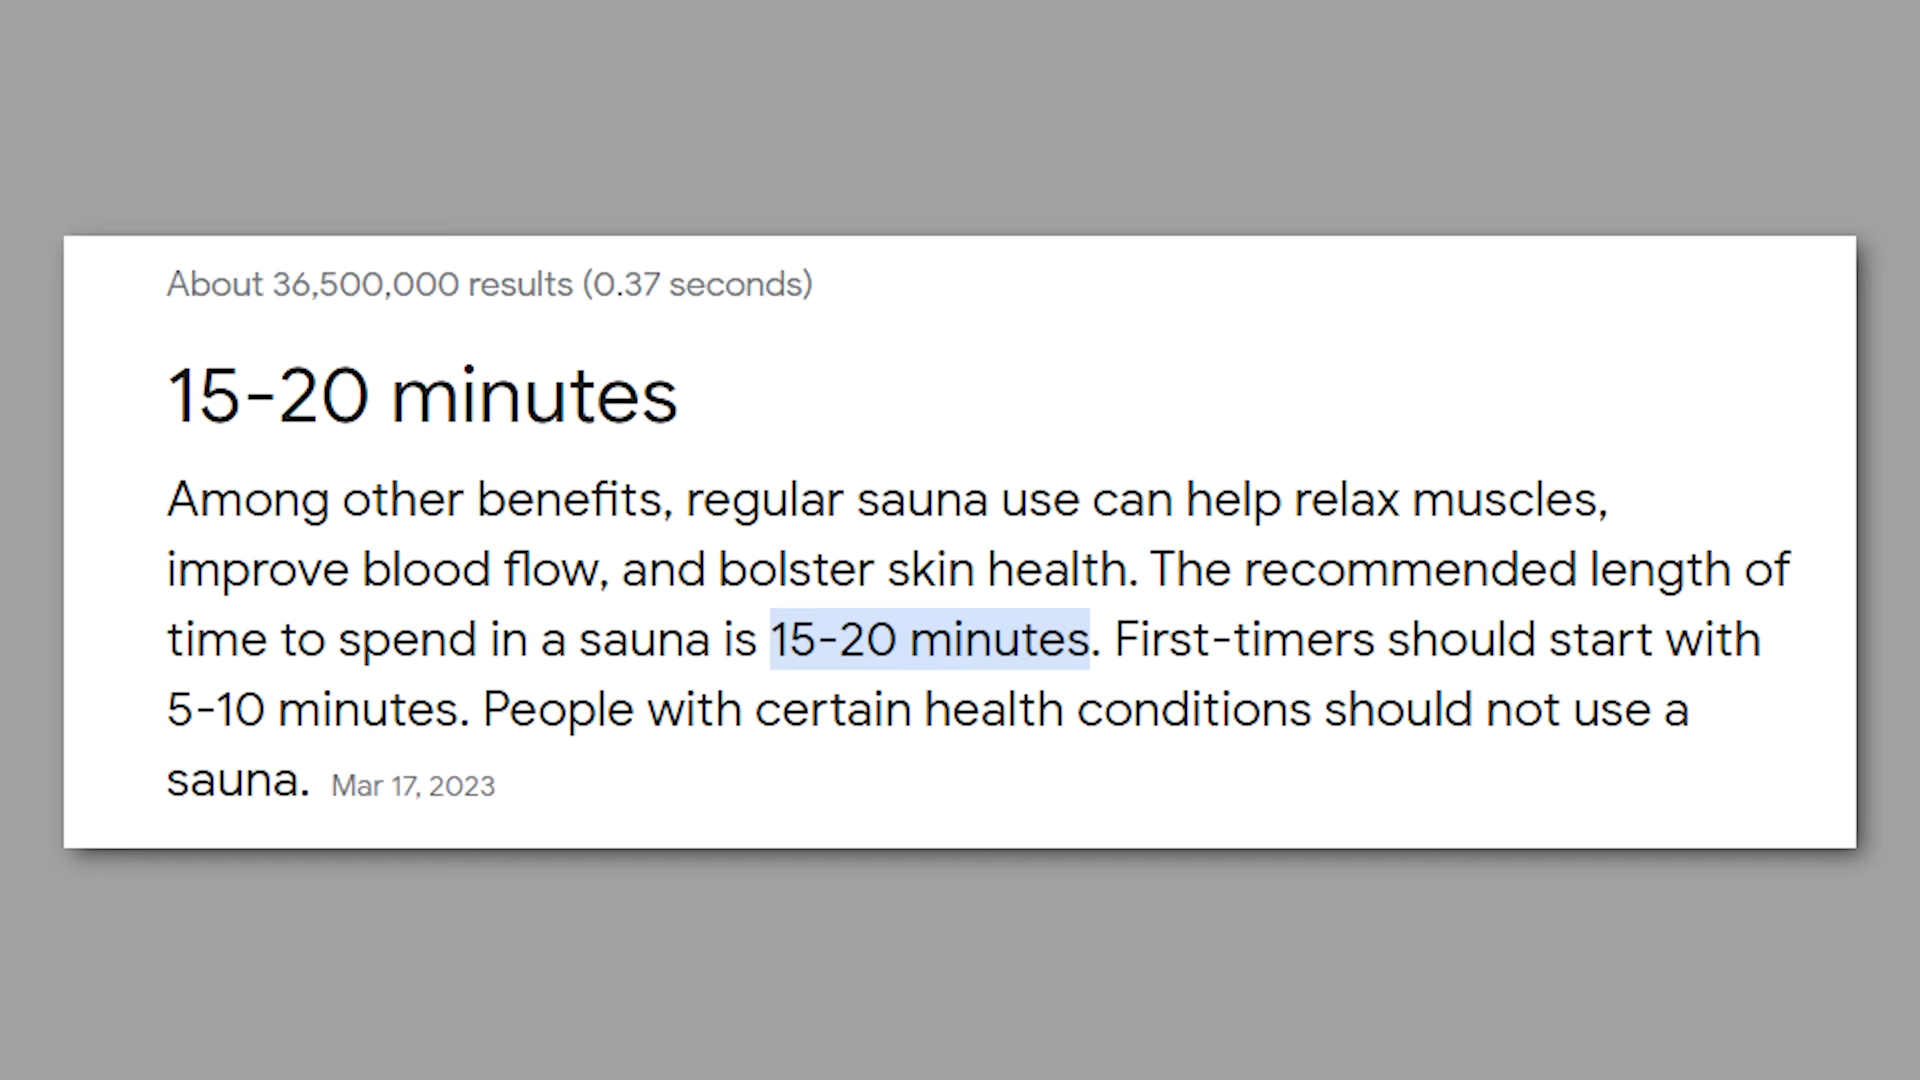 About 36,500,000 results (0.37 seconds)
15-20 minutes
Among other benefits, regular sauna use can help relax muscles,
improve blood flow, and bolster skin health. The recommended length of
time to spend in a sauna is 15-20 minutes. First-timers should start with
5-10 minutes. People with certain health conditions should not use a
sauna. Mar 17, 2023